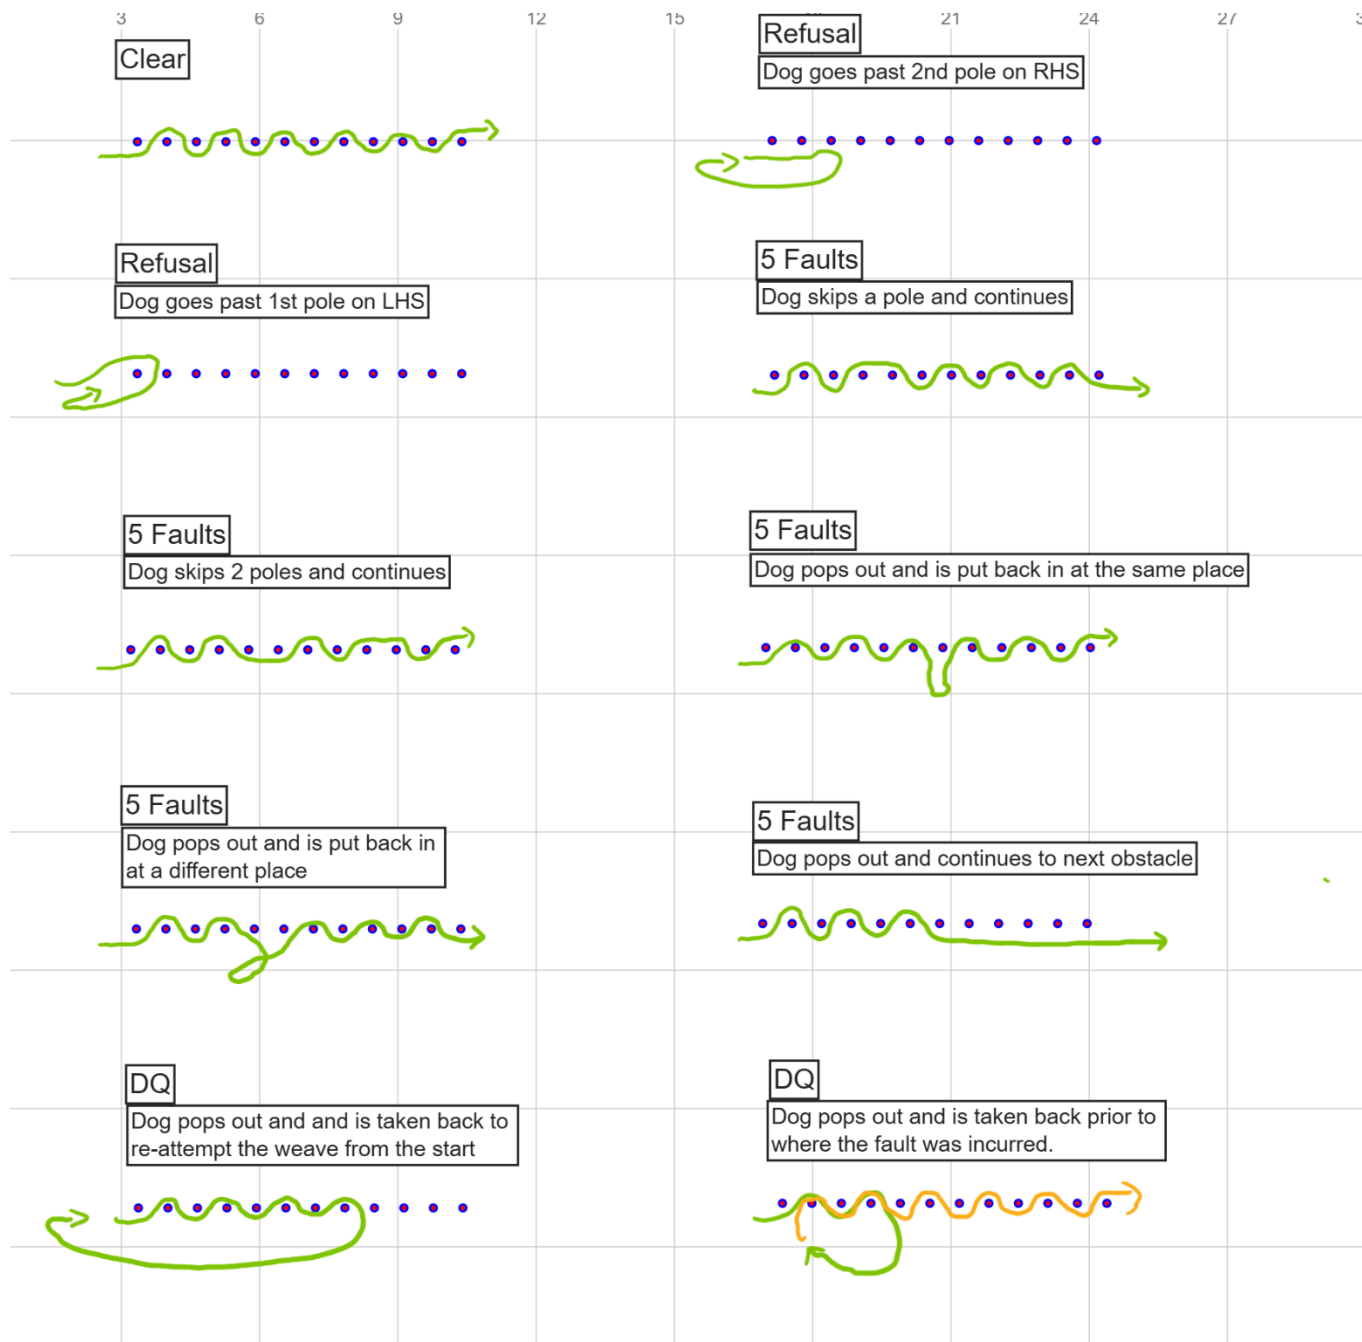 3 6 9 12 15 21 24 27
Clear
Refusal
Dog goes past 2nd pole on RHS
Refusal
Dog goes past 1st pole on LHS
5 Faults
Dog skips a pole and continues
5 Faults
Dog skips 2 poles and continues
5 Faults
Dog pops out and is put back in at the same place
5 Faults
Dog pops out and is put back in
at a different place
5 Faults
Dog pops out and continues to next obstacle
DQ
Dog pops out and and is taken back to
re-attempt the weave from the start
DQ
Dog pops out and is taken back prior to
where the fault was incurred.